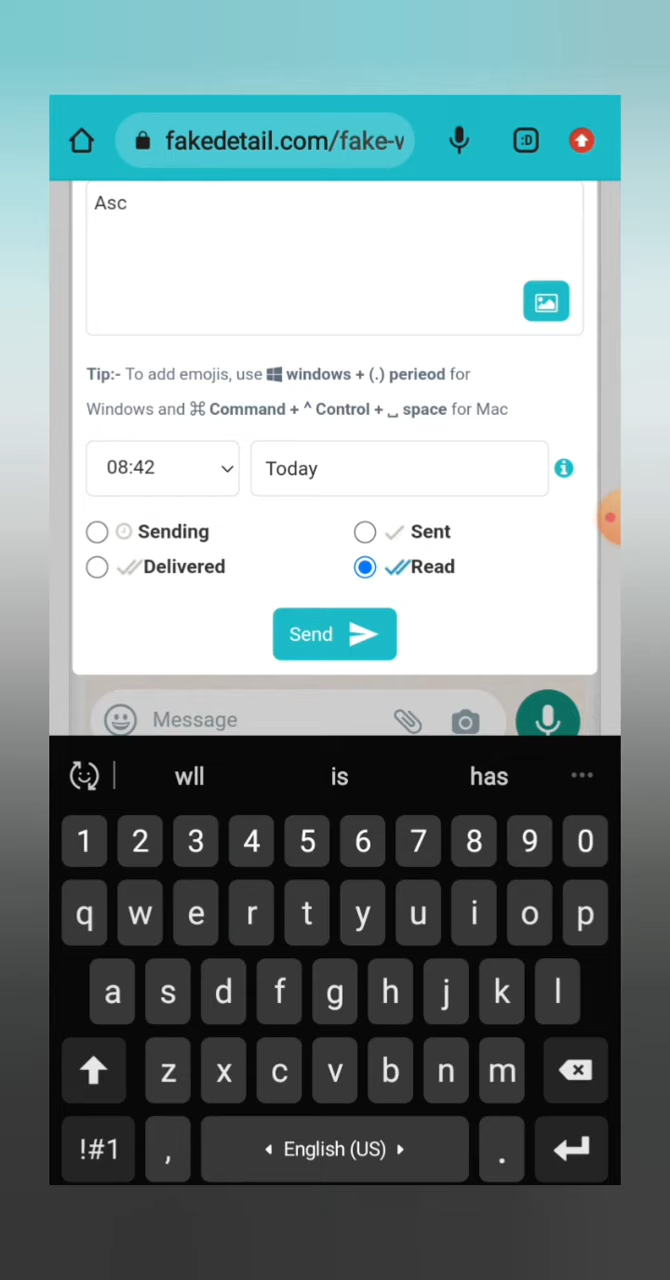 fakedetail.com/fake-v
:D
Asc
Tip:- To add emojis, use windows + (.) perieod for
Windows and ⌘ Command + ^ Control + ⎵ space for Mac
08:42 Today
Sending Sent
Delivered Read
Send
Message
wll is has
1 2 3 4 5 6 7 8 9 0
q w e r t y u i o p
a s d f g h j k l
z x c v b n m
!#1 , English (US) .